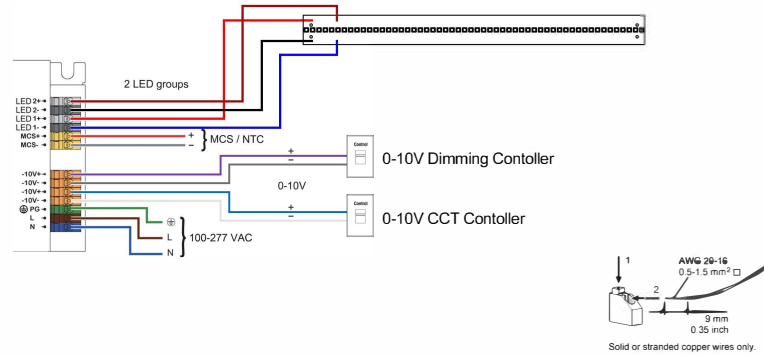 2 LED groups
LED 2+
LED 2-
LED 1+
LED 1-
MCS+
MCS-
+
−
MCS / NTC
-10V+
-10V-
-10V+
-10V-
PG
L
N
+
−
0-10V
+
−
Control
0-10V Dimming Contoller
Control
0-10V CCT Contoller
L
N
100-277 VAC
1
2
AWG 20-16
0.5-1.5 mm²
9 mm
0.35 inch
Solid or stranded copper wires only.